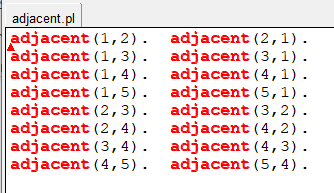 adjacent.pl
adjacent(1,2). adjacent(2,1).
adjacent(1,3). adjacent(3,1).
adjacent(1,4). adjacent(4,1).
adjacent(1,5). adjacent(5,1).
adjacent(2,3). adjacent(3,2).
adjacent(2,4). adjacent(4,2).
adjacent(3,4). adjacent(4,3).
adjacent(4,5). adjacent(5,4).